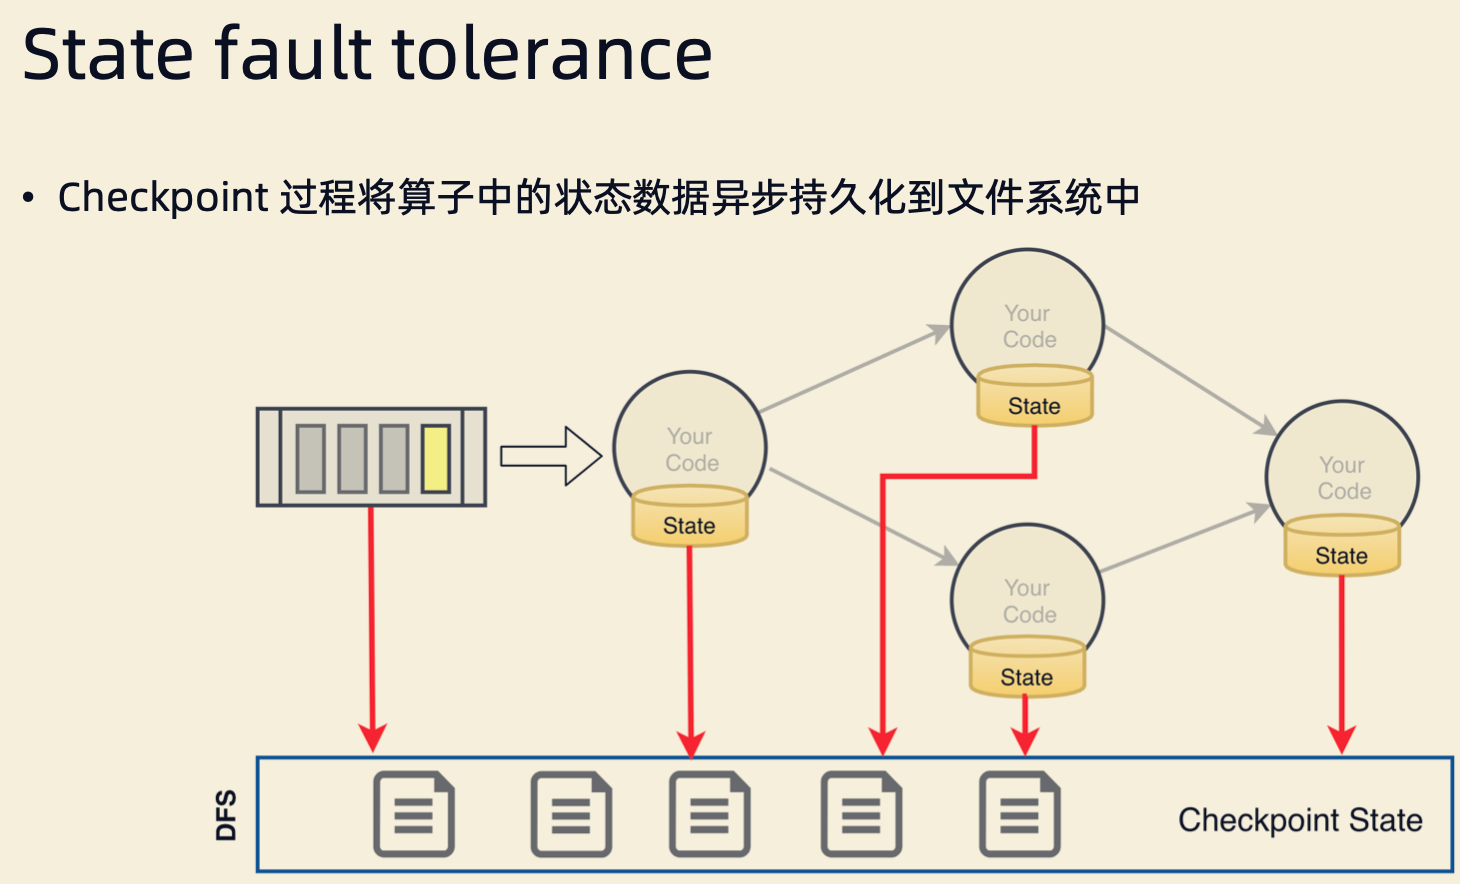 State fault tolerance
• Checkpoint 过程将算子中的状态数据异步持久化到文件系统中
Your
Code
State
Your
Code
State
Your
Code
State
Your
Code
State
DFS
Checkpoint State